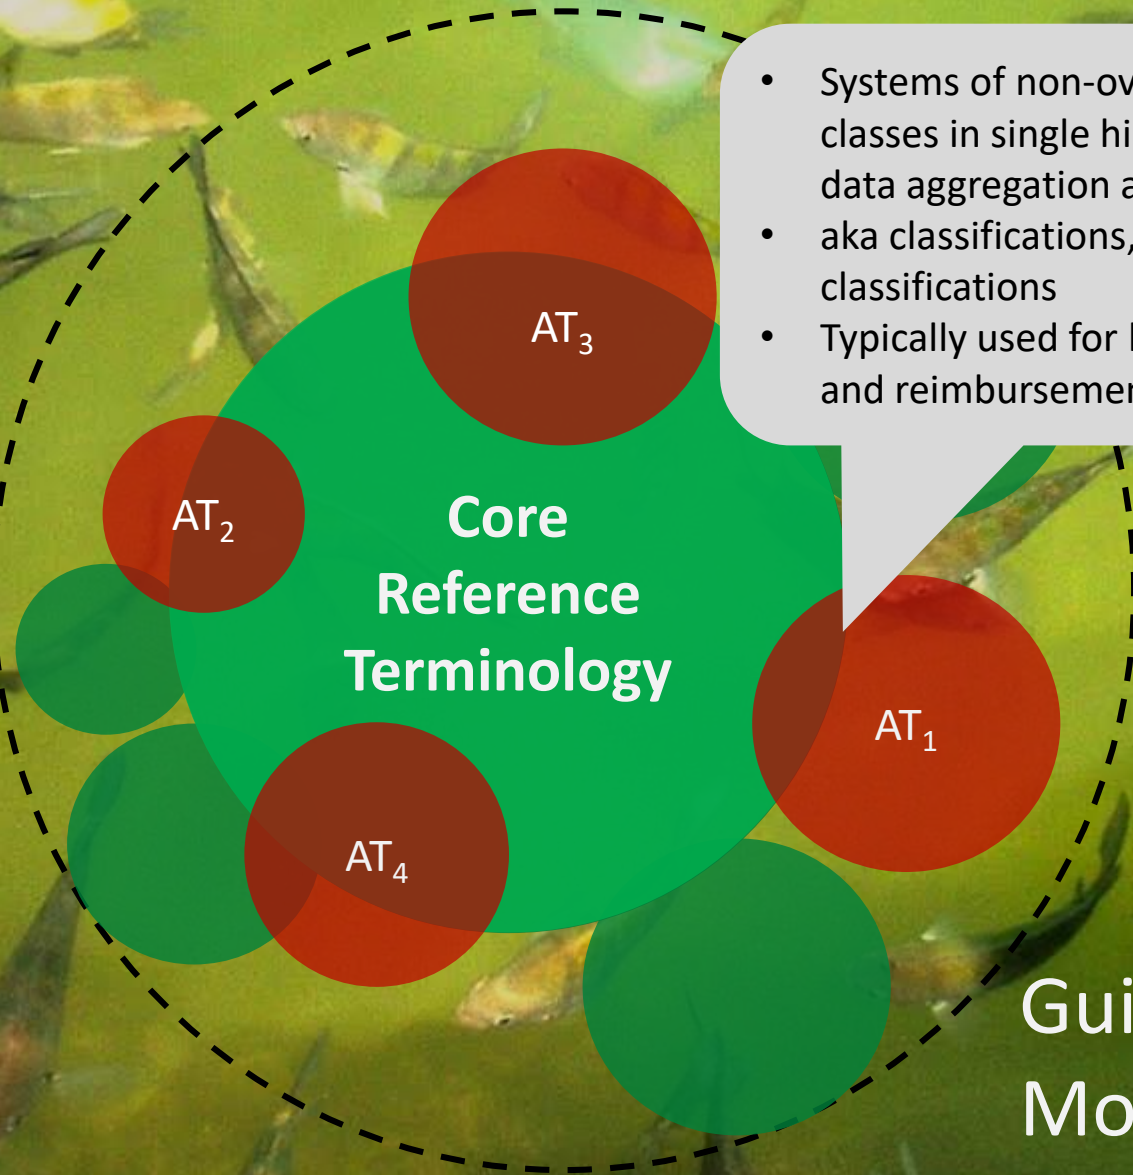 • Systems of non-ov
classes in single hi
data aggregation a
• aka classifications,
classifications
• Typically used for
and reimbursemen
AT₃
AT₂
Core
Reference
Terminology
AT₁
AT₄
Gui
Mo